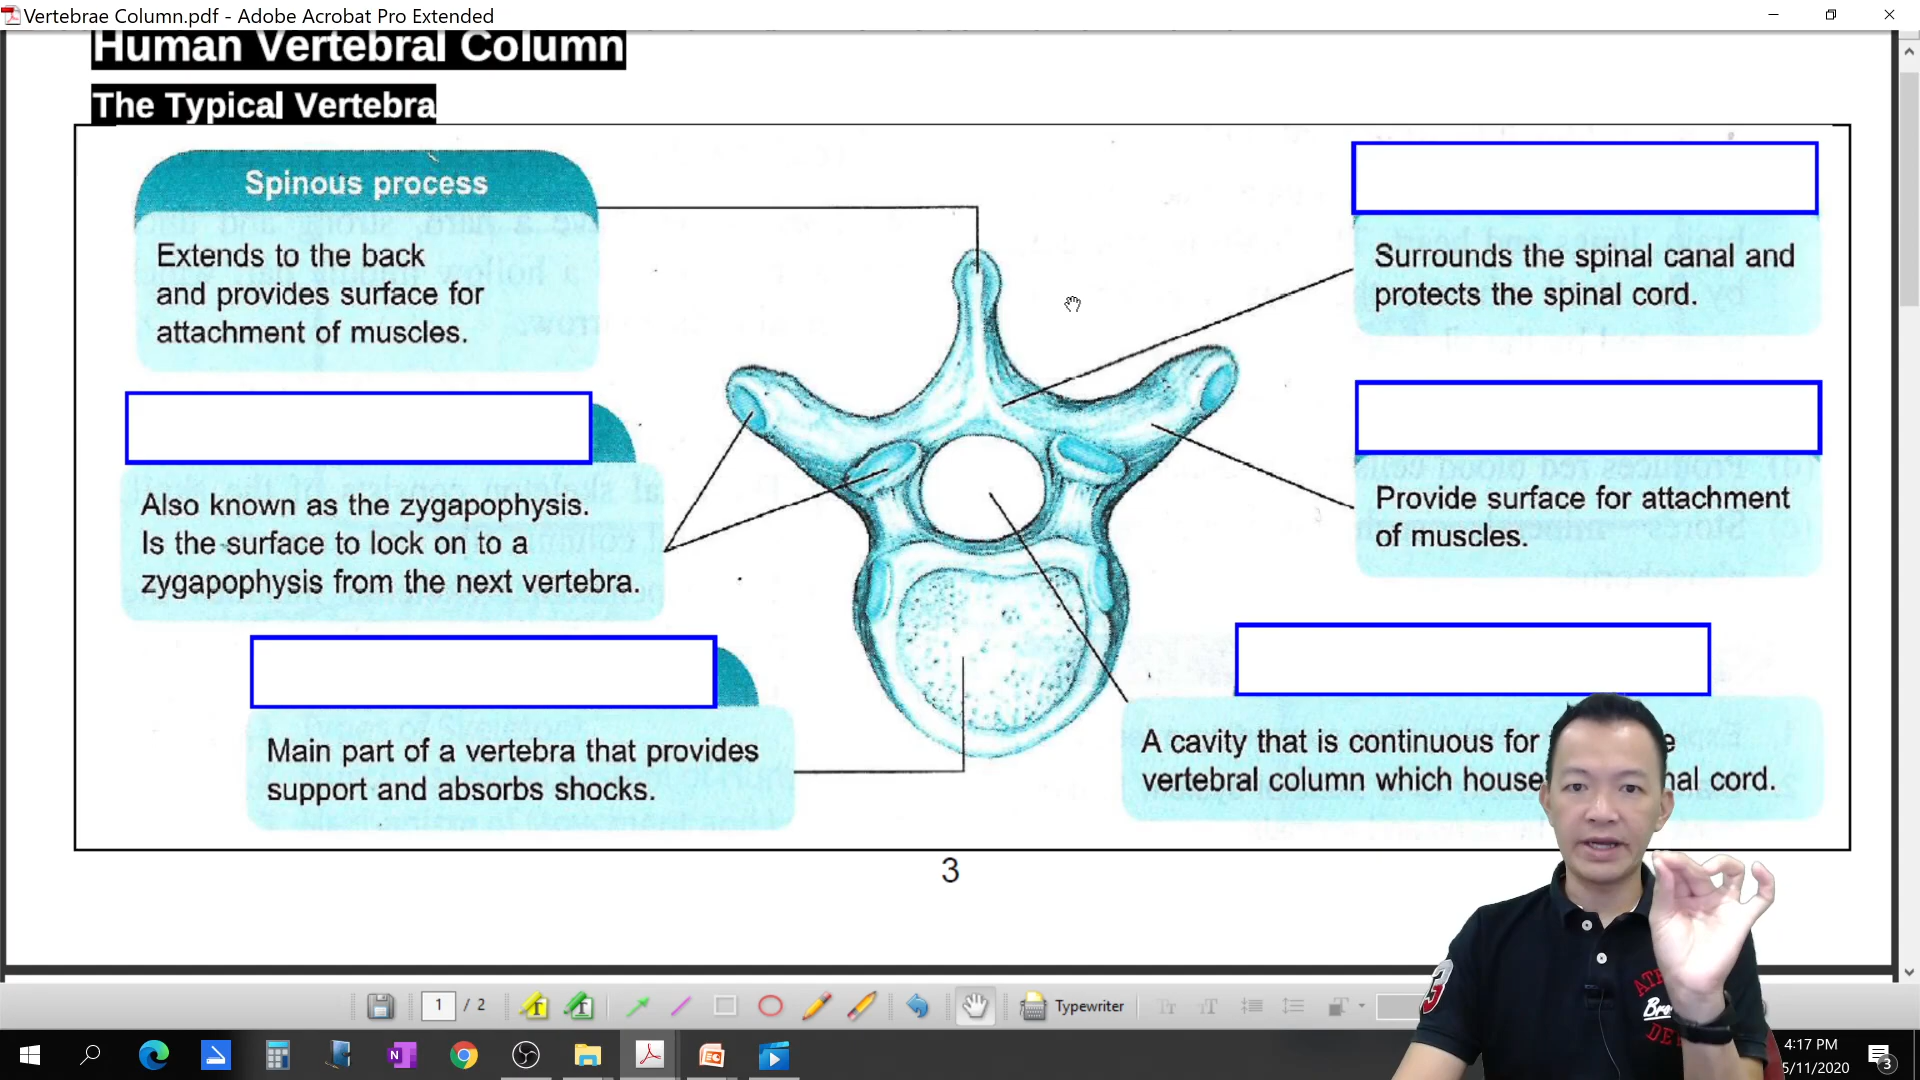 Vertebrae Column.pdf - Adobe Acrobat Pro Extended
Human Vertebral Column
The Typical Vertebra
Spinous process
Extends to the back
and provides surface for
attachment of muscles.
Surrounds the spinal canal and
protects the spinal cord.
Also known as the zygapophysis.
Is the surface to lock on to a
zygapophysis from the next vertebra.
Provide surface for attachment
of muscles.
Main part of a vertebra that provides
support and absorbs shocks.
A cavity that is continuous for
vertebral column which house cord.
3
1 / 2
Typewriter
4:17 PM
5/11/2020
3